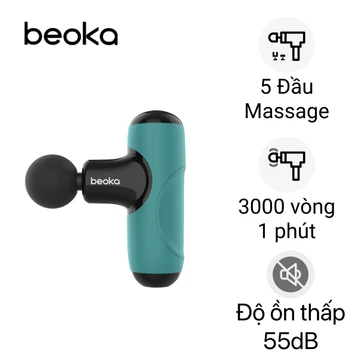 beoka
5 Đầu
Massage
beoka
3000 vòng
1 phút
Độ ồn thấp
55dB